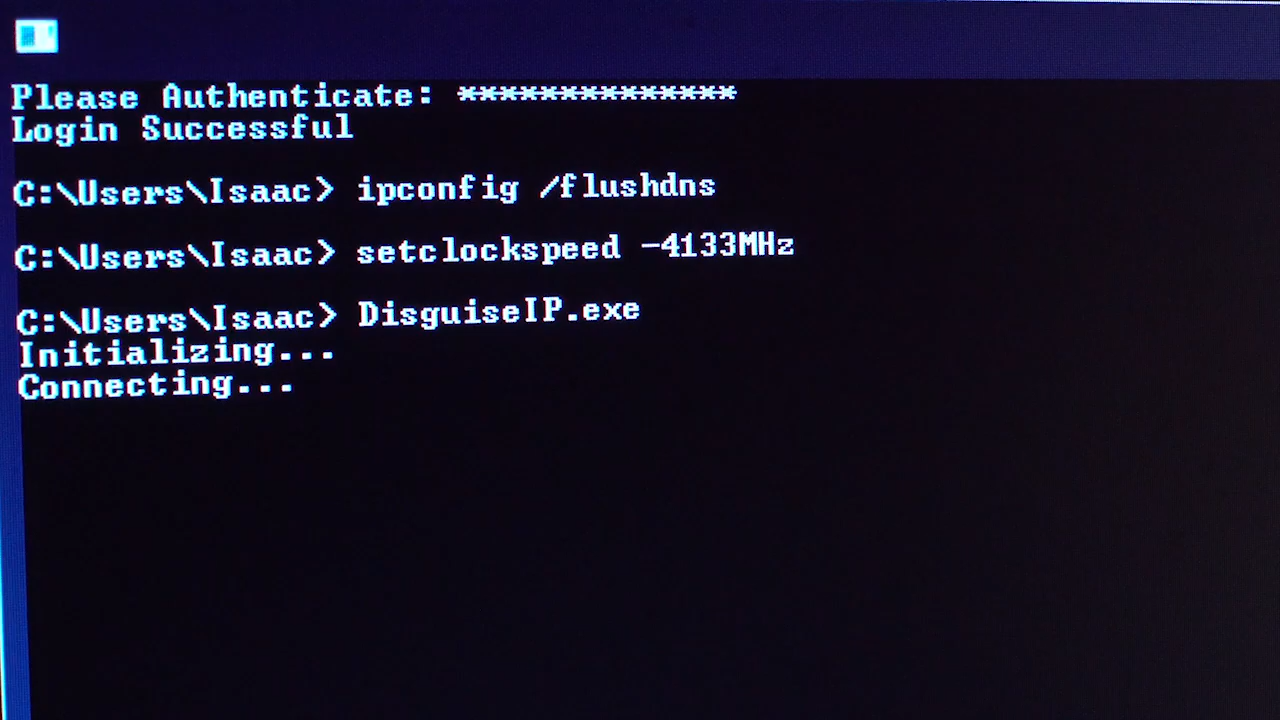 Please Authenticate: **************
Login Successful
C:\Users\Isaac> ipconfig /flushdns
C:\Users\Isaac> setclockspeed -4133MHz
C:\Users\Isaac> DisguiseIP.exe
Initializing...
Connecting...